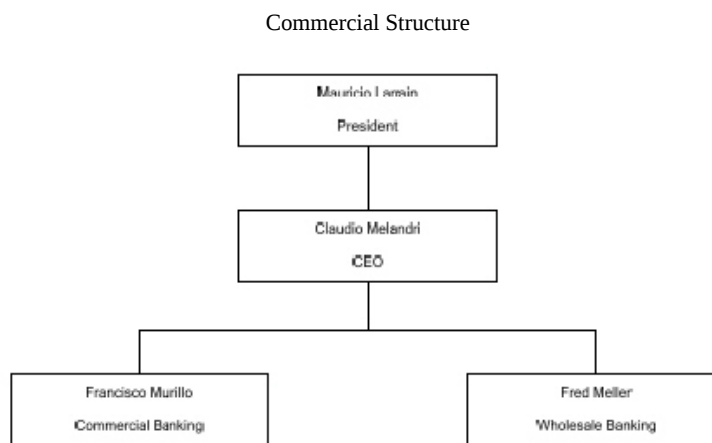 Commercial Structure
Mauricio Larrain
President
Claudio Melandri
CEO
Francisco Murillo
Commercial Banking
Fred Meller
Wholesale Banking